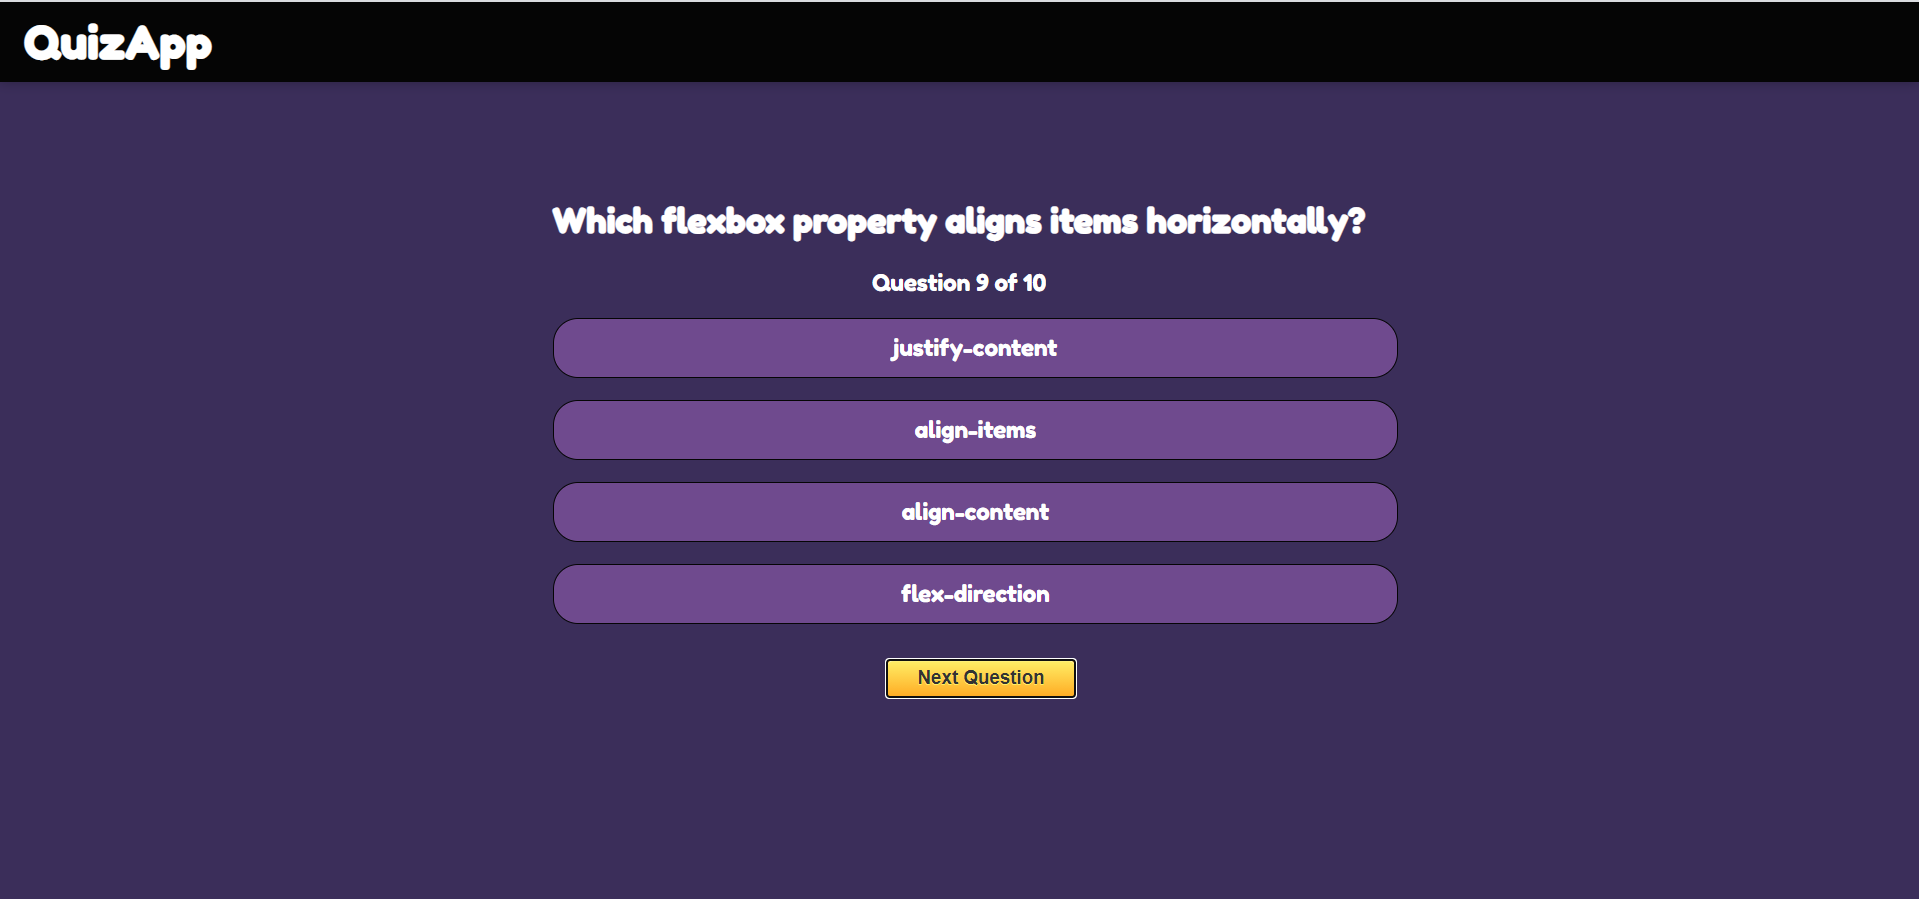 QuizApp
Which flexbox property aligns items horizontally?
Question 9 of 10
justify-content
align-items
align-content
flex-direction
Next Question